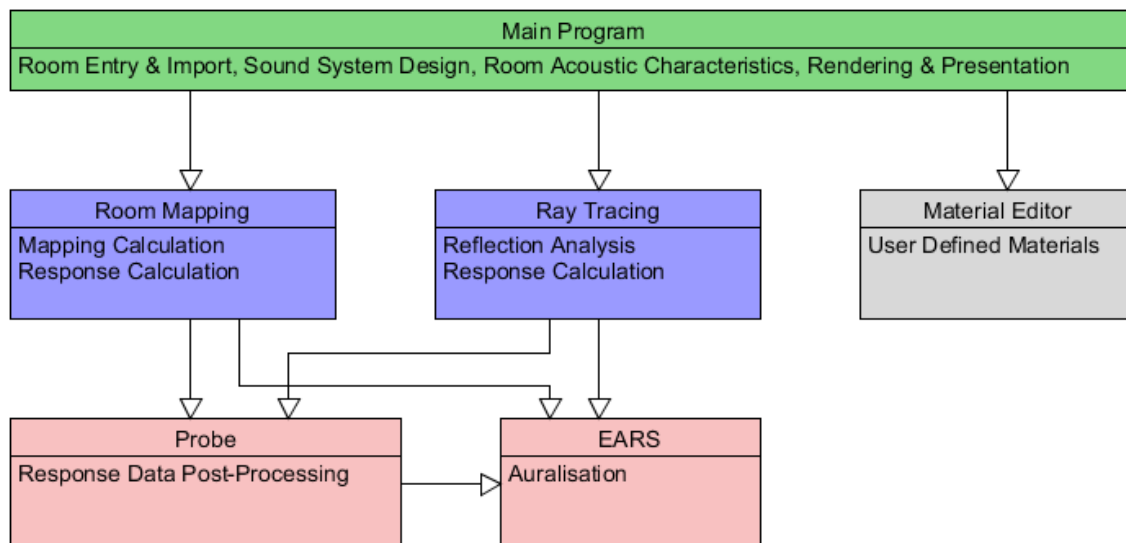 Main Program
Room Entry & Import, Sound System Design, Room Acoustic Characteristics, Rendering & Presentation
Room Mapping
Mapping Calculation
Response Calculation
Ray Tracing
Reflection Analysis
Response Calculation
Material Editor
User Defined Materials
Probe
Response Data Post-Processing
EARS
Auralisation